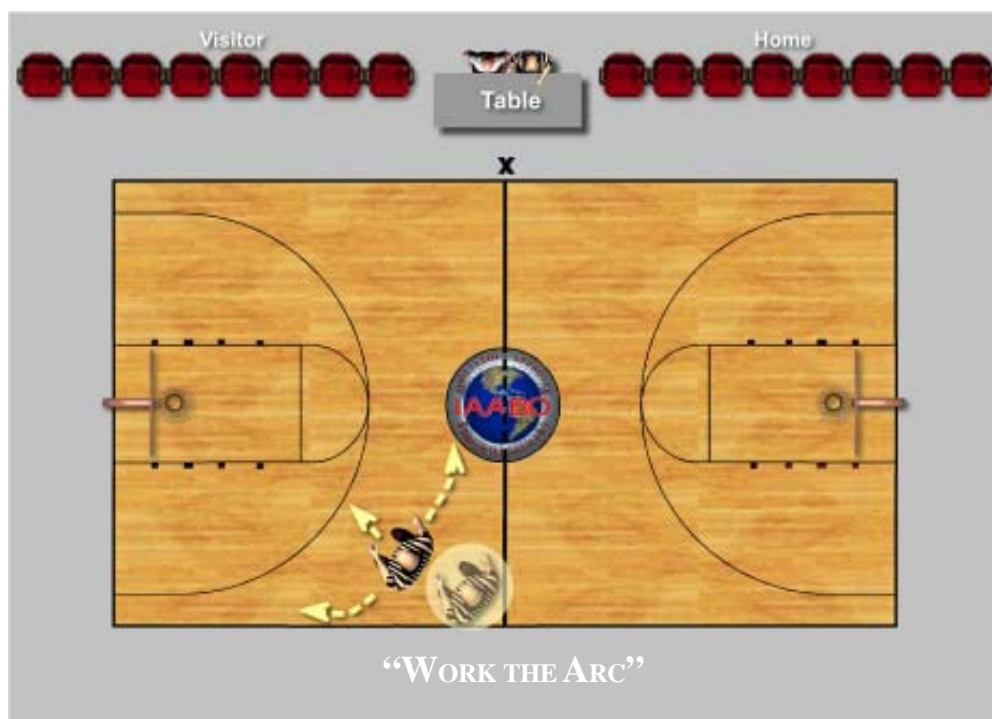 Visitor
Home
Table
X
IAABO
“WORK THE ARC”